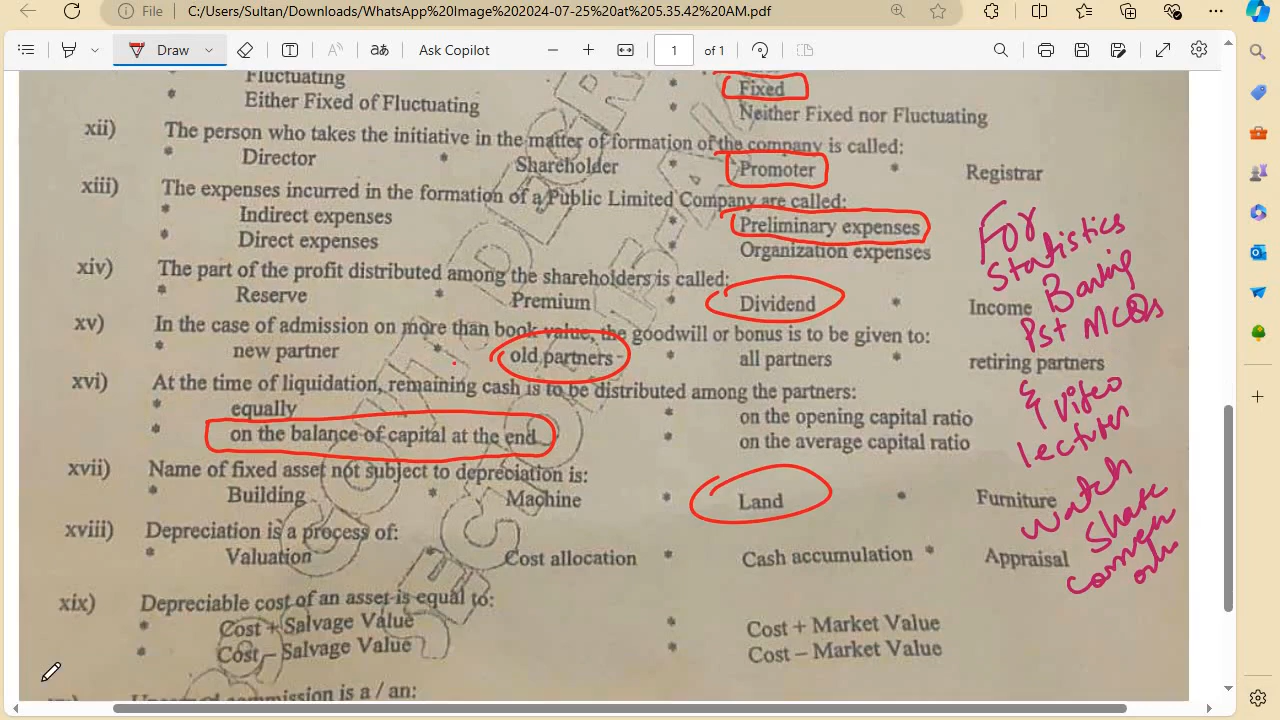 File C:/Users/Sultan/Downloads/WhatsApp%20Image%202024-07-25%20at%205.35.42%20AM.pdf
Draw Ask Copilot 1 of 1
Fluctuating * Fixed
* Either Fixed of Fluctuating * Neither Fixed nor Fluctuating
xii) The person who takes the initiative in the matter of formation of the company is called:
* Director * Shareholder * Promoter * Registrar
xiii) The expenses incurred in the formation of a Public Limited Company are called:
* Indirect expenses * Preliminary expenses
* Direct expenses * Organization expenses
xiv) The part of the profit distributed among the shareholders is called:
* Reserve * Premium * Dividend * Income
xv) In the case of admission on more than book value, the goodwill or bonus is to be given to:
* new partner * old partners * all partners * retiring partners
xvi) At the time of liquidation, remaining cash is to be distributed among the partners:
* equally * on the opening capital ratio
* on the balance of capital at the end * on the average capital ratio
xvii) Name of fixed asset not subject to depreciation is:
* Building * Machine * Land * Furniture
xviii) Depreciation is a process of:
* Valuation * Cost allocation * Cash accumulation * Appraisal
xix) Depreciable cost of an asset is equal to:
* Cost + Salvage Value * Cost + Market Value
* Cost – Salvage Value * Cost – Market Value
commission is a / an:
For
Statistics
Banking
Pst MCQs
& Video
lectures
Watch
Share